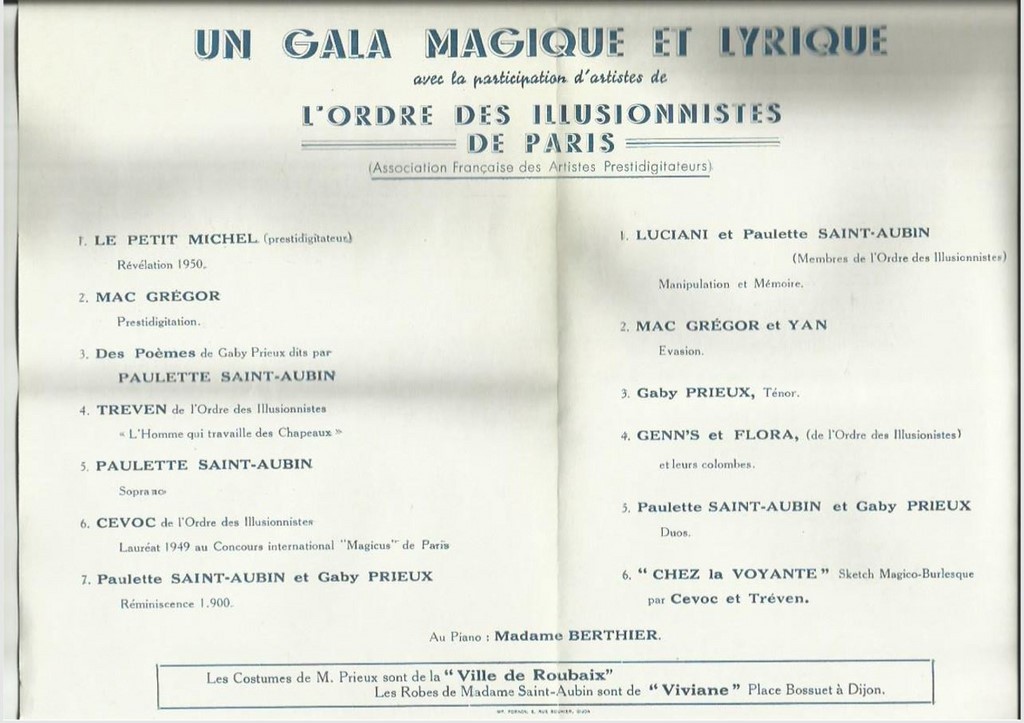 UN GALA MAGIQUE ET LYRIQUE
avec la participation d'artistes de
L'ORDRE DES ILLUSIONNISTES
DE PARIS
(Association Française des Artistes Prestidigitateurs)
1. LE PETIT MICHEL (prestidigitateur)
Révélation 1950.
2. MAC GRÉGOR
Prestidigitation.
3. Des Poèmes de Gaby Prieux dits par
PAULETTE SAINT-AUBIN
4. TREVEN de l'Ordre des Illusionnistes
« L'Homme qui travaille des Chapeaux »
5. PAULETTE SAINT-AUBIN
Soprano
6. CEVOC de l'Ordre des Illusionnistes
Lauréat 1949 au Concours international "Magicus" de Paris
7. Paulette SAINT-AUBIN et Gaby PRIEUX
Réminiscence 1.900.
1. LUCIANI et Paulette SAINT-AUBIN
(Membres de l'Ordre des Illusionnistes)
Manipulation et Mémoire.
2. MAC GRÉGOR et YAN
Evasion.
3. Gaby PRIEUX, Ténor.
4. GENN'S et FLORA, (de l'Ordre des Illusionistes)
et leurs colombes.
5. Paulette SAINT-AUBIN et Gaby PRIEUX
Duos.
6. "CHEZ la VOYANTE" Sketch Magico-Burlesque
par Cevoc et Tréven.
Au Piano : Madame BERTHIER.
Les Costumes de M. Prieux sont de la "Ville de Roubaix"
Les Robes de Madame Saint-Aubin sont de "Viviane" Place Bossuet à Dijon.